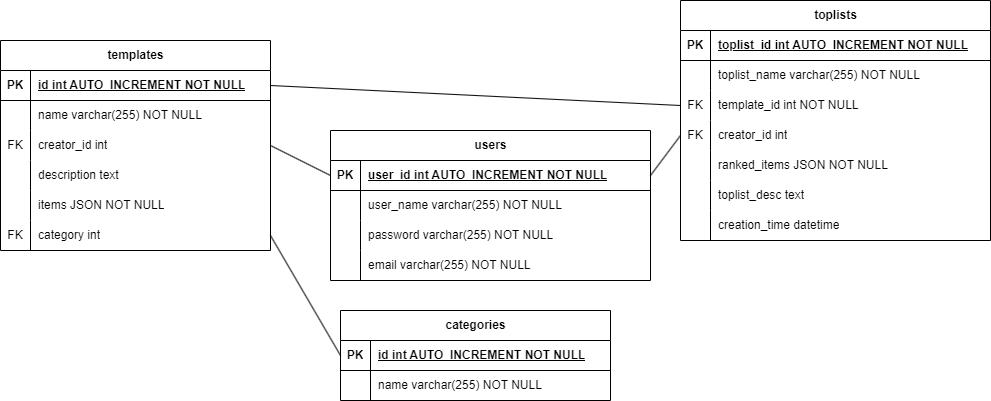 templates
PK id int AUTO_INCREMENT NOT NULL
name varchar(255) NOT NULL
FK creator_id int
description text
items JSON NOT NULL
FK category int
users
PK user_id int AUTO_INCREMENT NOT NULL
user_name varchar(255) NOT NULL
password varchar(255) NOT NULL
email varchar(255) NOT NULL
toplists
PK toplist_id int AUTO_INCREMENT NOT NULL
toplist_name varchar(255) NOT NULL
FK template_id int NOT NULL
FK creator_id int
ranked_items JSON NOT NULL
toplist_desc text
creation_time datetime
categories
PK id int AUTO_INCREMENT NOT NULL
name varchar(255) NOT NULL